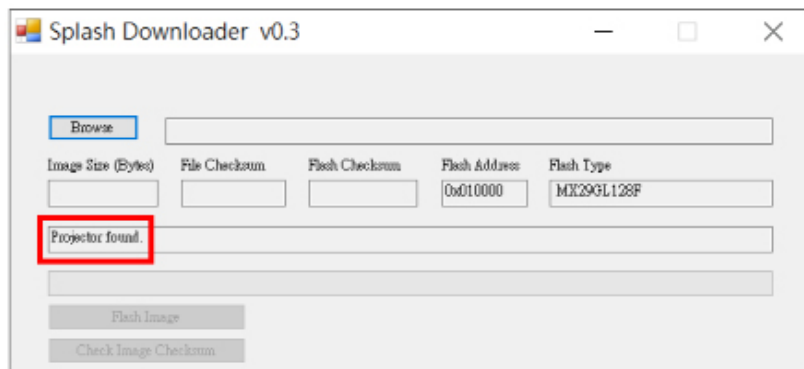 Splash Downloader v0.3
Browse
Image Size (Bytes) File Checksum Flash Checksum Flash Address Flash Type
0x010000 MX29GL128F
Projector found.
Flash Image
Check Image Checksum